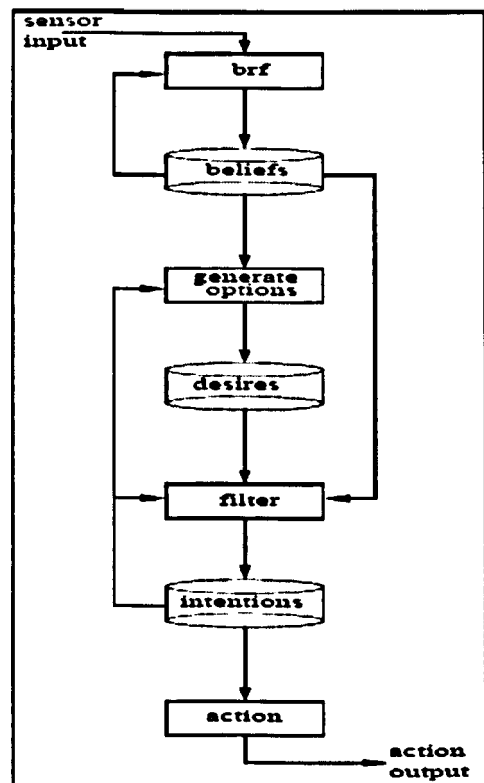 sensor
input
brf
beliefs
generate
options
desires
filter
intentions
action
action
output